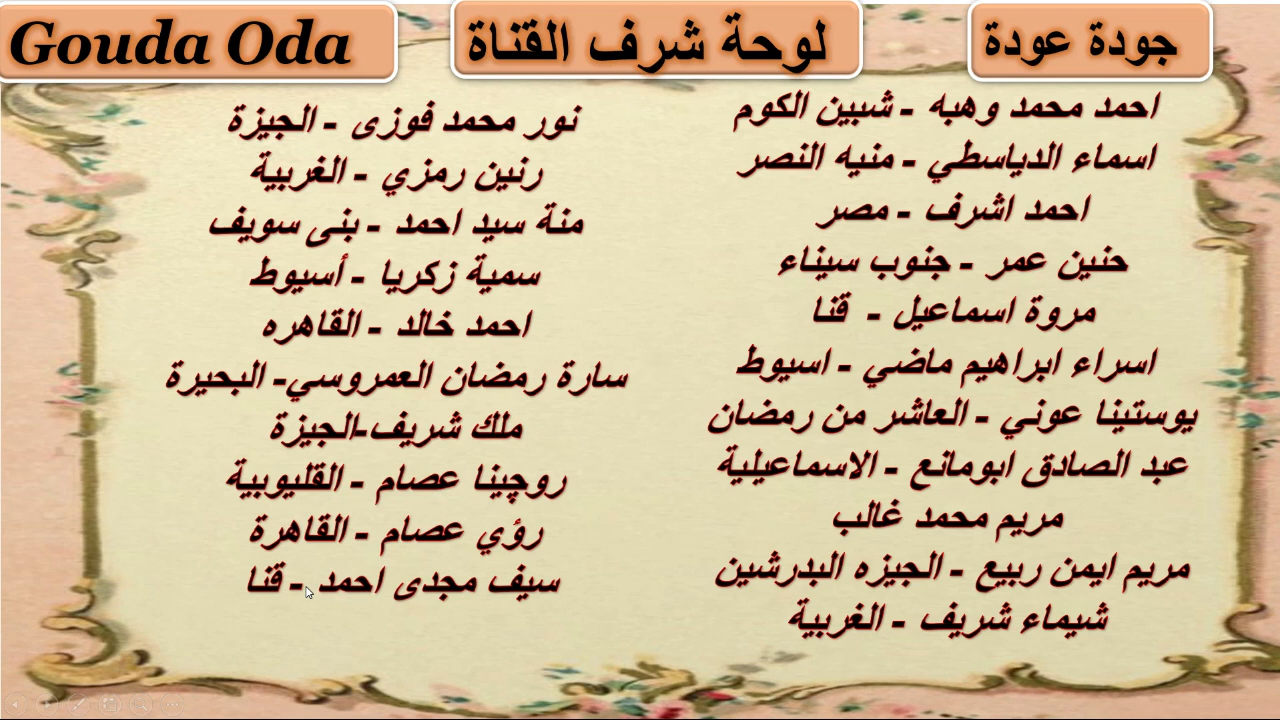 جودة عودة
لوحة شرف القناة
Gouda Oda
احمد محمد وهبه - شبين الكوم
اسماء الدياسطي - منيه النصر
احمد اشرف - مصر
حنين عمر - جنوب سيناء
مروة اسماعيل - قنا
اسراء ابراهيم ماضي - اسيوط
يوستينا عوني - العاشر من رمضان
عبد الصادق ابومانع - الاسماعيلية
مريم محمد غالب
مريم ايمن ربيع - الجيزه البدرشين
شيماء شريف - الغربية
نور محمد فوزى - الجيزة
رنين رمزي - الغربية
منة سيد احمد - بنى سويف
سمية زكريا - أسيوط
احمد خالد - القاهره
سارة رمضان العمروسي- البحيرة
ملك شريف-الجيزة
روچينا عصام - القليوبية
رؤي عصام - القاهرة
سيف مجدى احمد - قنا